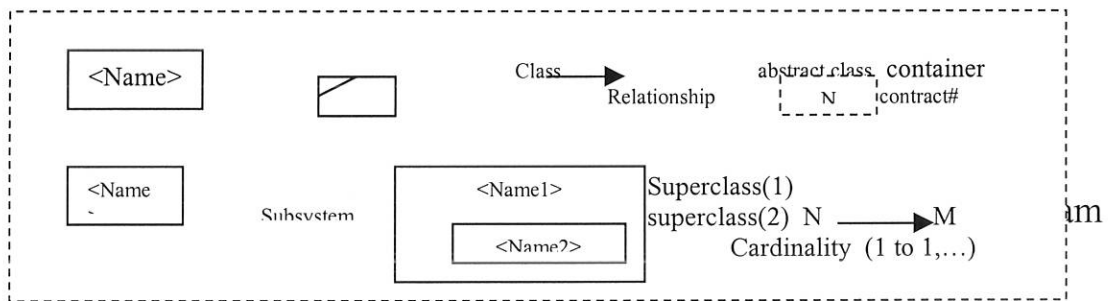 <Name>
Class
Relationship
abstract class container
N contract#
<Name
Subsystem
<Name1>
<Name2>
Superclass(1)
superclass(2) N M
Cardinality (1 to 1,...)